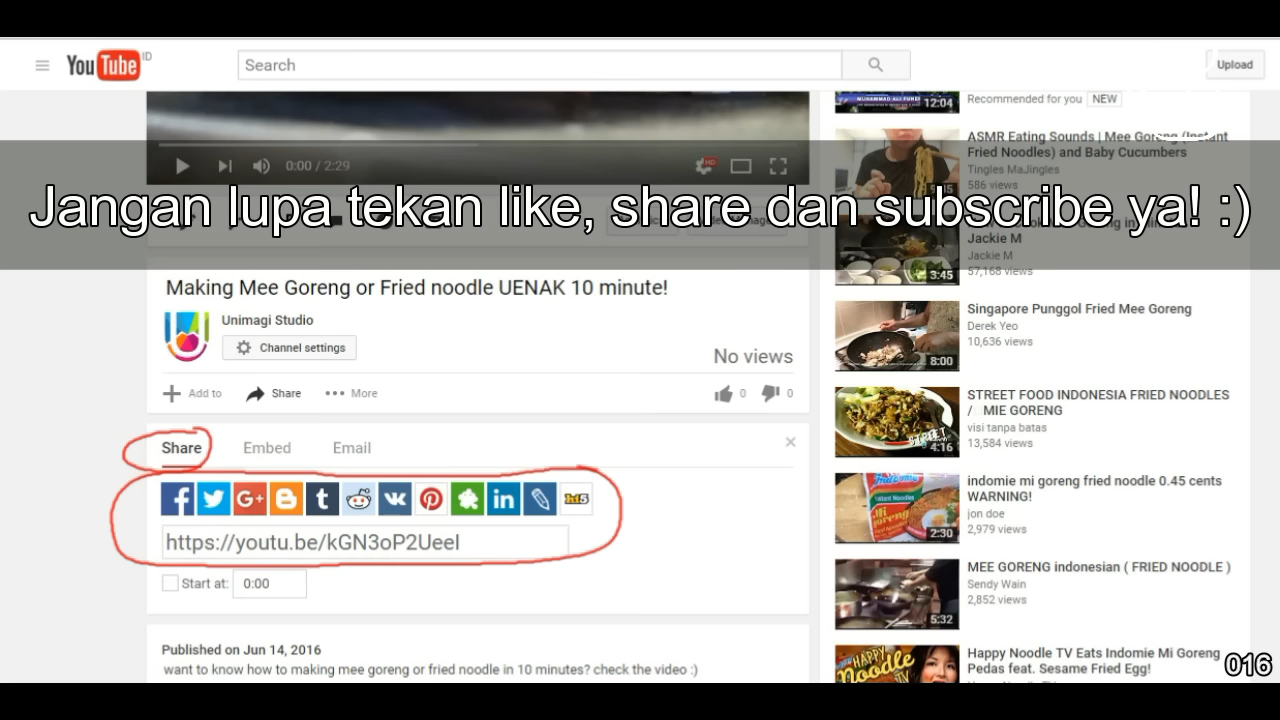 YouTube ID
Search
Upload
12:04
Recommended for you NEW
ASMR Eating Sounds | Mee Goreng (Instant
Fried Noodles) and Baby Cucumbers
Tingles MaJingles
586 views
0:00 / 2:29
HD
Jangan lupa tekan like, share dan subscribe ya! :)
Jackie M
Jackie M
57,168 views
3:45
Making Mee Goreng or Fried noodle UENAK 10 minute!
Unimagi Studio
Channel settings
No views
Add to Share More 0 0
Singapore Punggol Fried Mee Goreng
Derek Yeo
10,636 views
8:00
STREET FOOD INDONESIA FRIED NOODLES
/ MIE GORENG
visi tanpa batas
13,584 views
STREET
4:16
Share Embed Email
https://youtu.be/kGN3oP2UeeI
Start at: 0:00
indomie mi goreng fried noodle 0.45 cents
WARNING!
jon doe
2,979 views
Indomie
Mi
goreng
2:30
MEE GORENG indonesian ( FRIED NOODLE )
Sendy Wain
2,852 views
5:32
Published on Jun 14, 2016
want to know how to making mee goreng or fried noodle in 10 minutes? check the video :)
Happy Noodle TV Eats Indomie Mi Goreng
Pedas feat. Sesame Fried Egg!
HAPPY
Noodle
TV
016